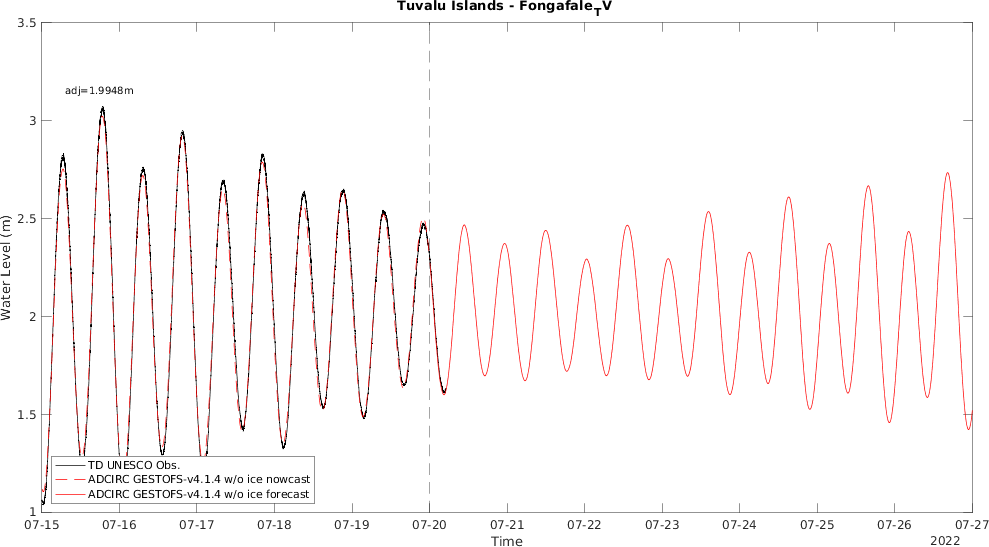 Tuvalu Islands - Fongafale_TV
adj=1.9948m
3.5
3
2.5
2
1.5
1
Water Level (m)
TD UNESCO Obs.
ADCIRC GESTOFS-v4.1.4 w/o ice nowcast
ADCIRC GESTOFS-v4.1.4 w/o ice forecast
07-15 07-16 07-17 07-18 07-19 07-20 07-21 07-22 07-23 07-24 07-25 07-26 07-27
Time
2022